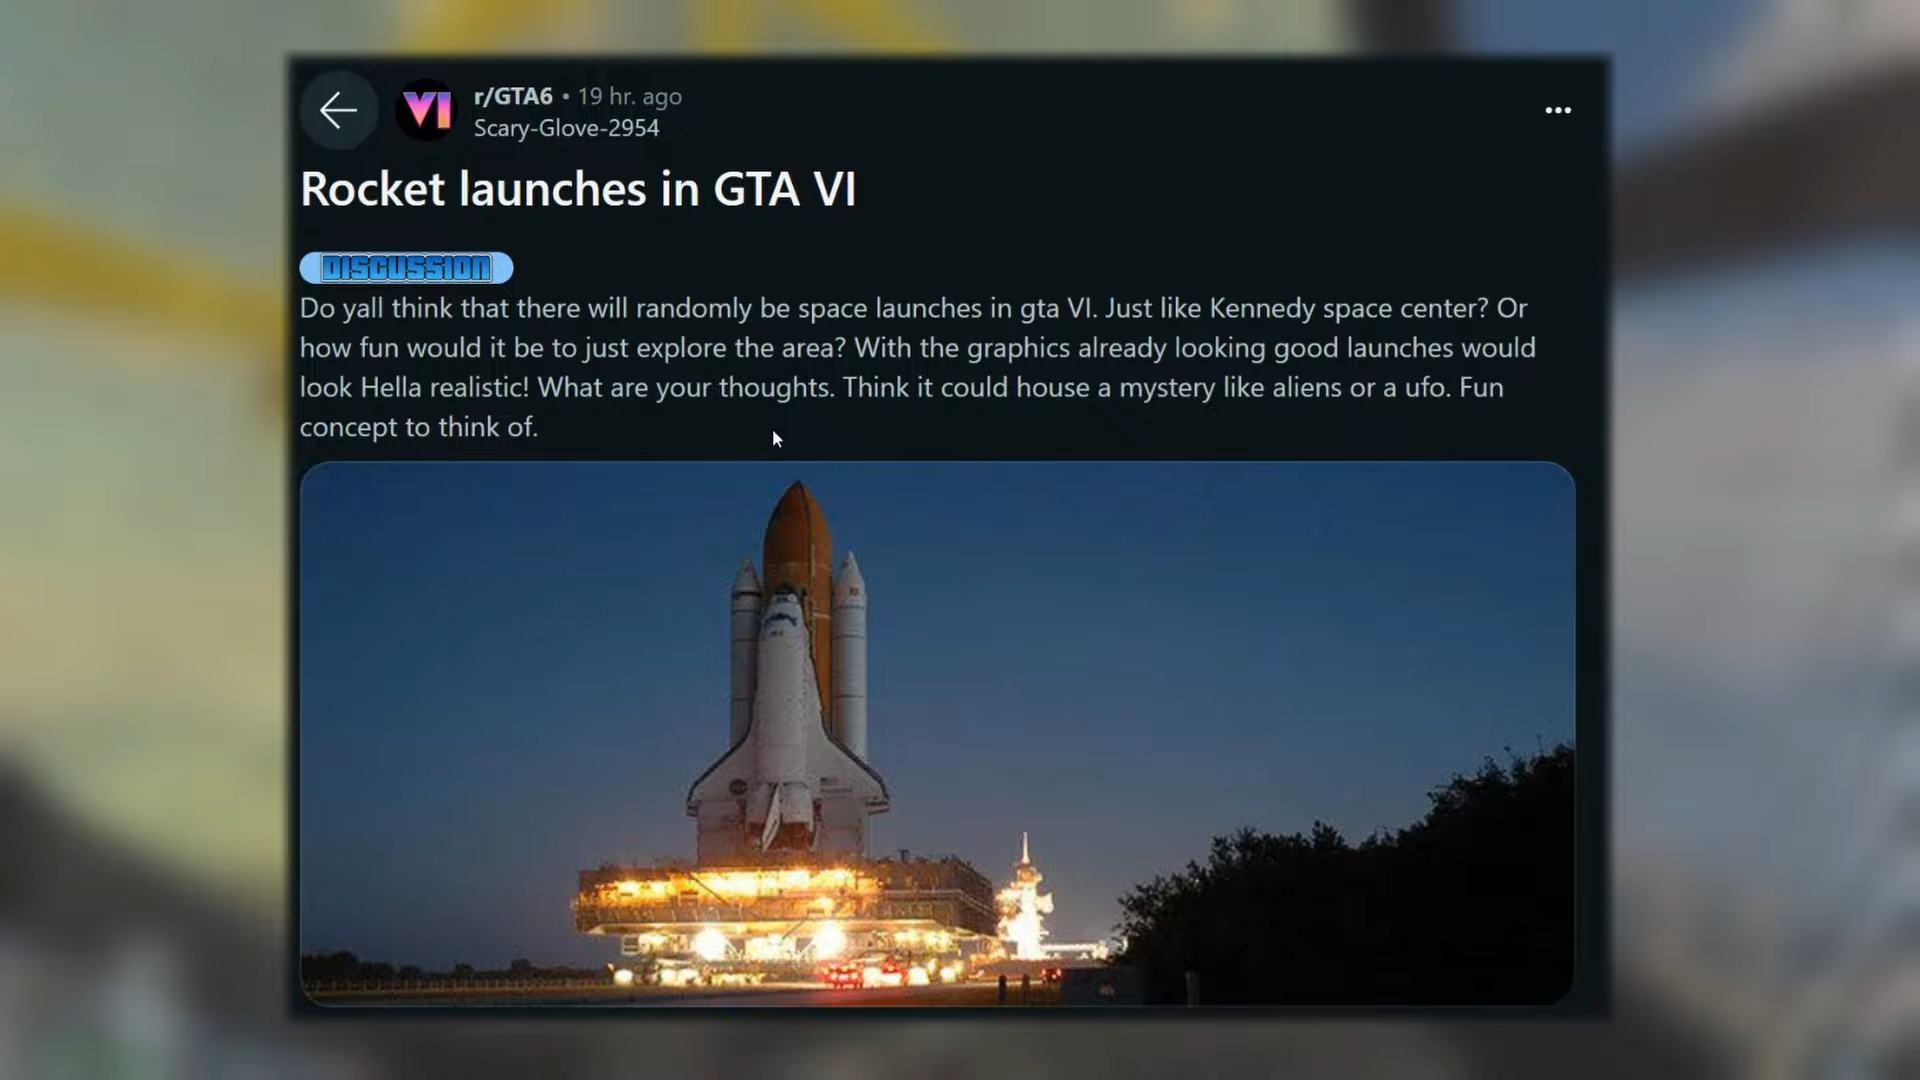 VI
r/GTA6 • 19 hr. ago
Scary-Glove-2954
Rocket launches in GTA VI
DISCUSSION
Do yall think that there will randomly be space launches in gta VI. Just like Kennedy space center? Or
how fun would it be to just explore the area? With the graphics already looking good launches would
look Hella realistic! What are your thoughts. Think it could house a mystery like aliens or a ufo. Fun
concept to think of.